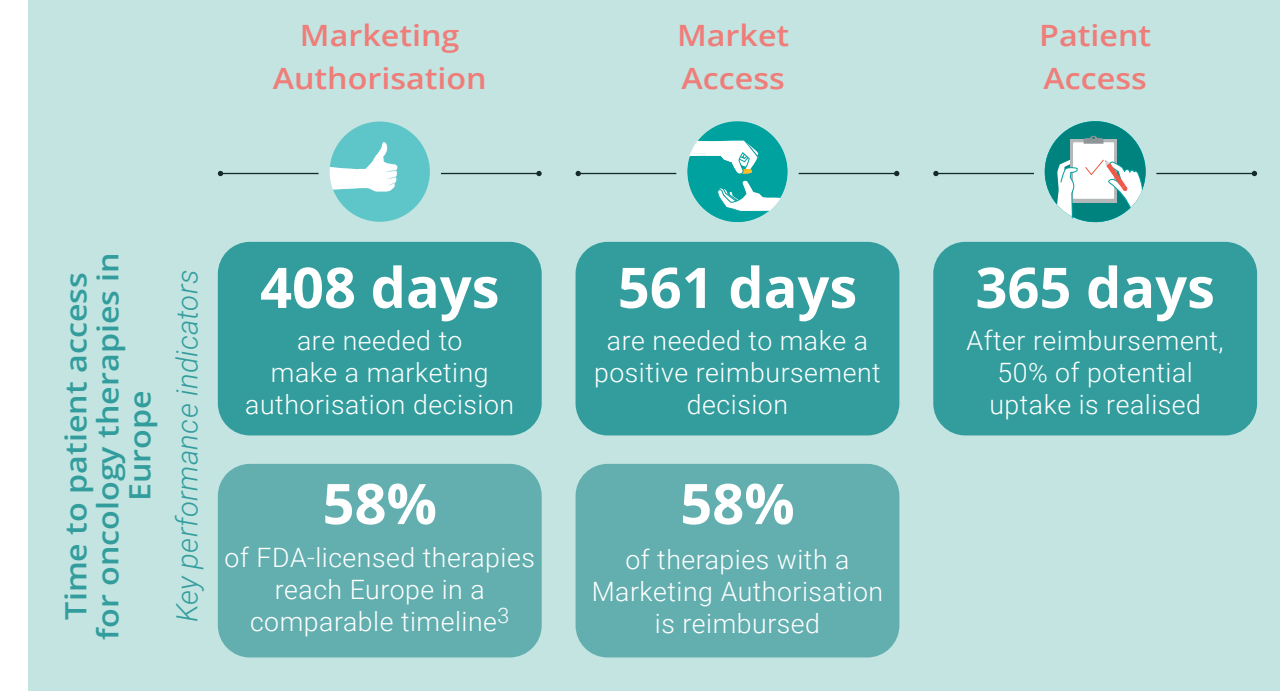 Marketing
Authorisation
Market
Access
Patient
Access
Time to patient access
for oncology therapies in
Europe
Key performance indicators
408 days
are needed to
make a marketing
authorisation decision
561 days
are needed to make a
positive reimbursement
decision
365 days
After reimbursement,
50% of potential
uptake is realised
58%
of FDA-licensed therapies
reach Europe in a
comparable timeline3
58%
of therapies with a
Marketing Authorisation
is reimbursed